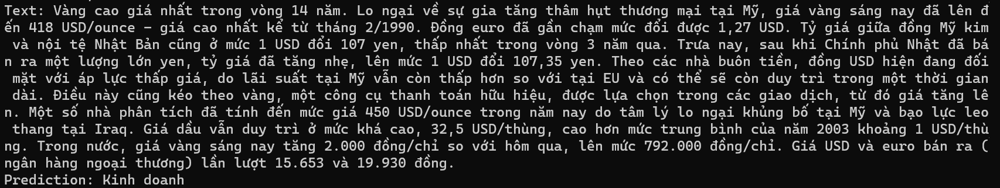 Text: Vàng cao giá nhất trong vòng 14 năm. Lo ngại về sự gia tăng thâm hụt thương mại tại Mỹ, giá vàng sáng nay đã lên đ
ến 418 USD/ounce - giá cao nhất kể từ tháng 2/1990. Đồng euro đã gần chạm mức đổi được 1,27 USD. Tỷ giá giữa đồng Mỹ kim
 và nội tệ Nhật Bản cũng ở mức 1 USD đổi 107 yen, thấp nhất trong vòng 3 năm qua. Trưa nay, sau khi Chính phủ Nhật đã bá
n ra một lượng lớn yen, tỷ giá đã tăng nhẹ, lên mức 1 USD đổi 107,35 yen. Theo các nhà buôn tiền, đồng USD hiện đang đối
 mặt với áp lực thấp giá, do lãi suất tại Mỹ vẫn còn thấp hơn so với tại EU và có thể sẽ còn duy trì trong một thời gian
 dài. Điều này cũng kéo theo vàng, một công cụ thanh toán hữu hiệu, được lựa chọn trong các giao dịch, từ đó giá tăng lê
n. Một số nhà phân tích đã tính đến mức giá 450 USD/ounce trong năm nay do tâm lý lo ngại khủng bố tại Mỹ và bạo lực leo
 thang tại Iraq. Giá dầu vẫn duy trì ở mức khá cao, 32,5 USD/thùng, cao hơn mức trung bình của năm 2003 khoảng 1 USD/thù
ng. Trong nước, giá vàng sáng nay tăng 2.000 đồng/chỉ so với hôm qua, lên mức 792.000 đồng/chỉ. Giá USD và euro bán ra (
ngân hàng ngoại thương) lần lượt 15.653 và 19.930 đồng.
Prediction: Kinh doanh